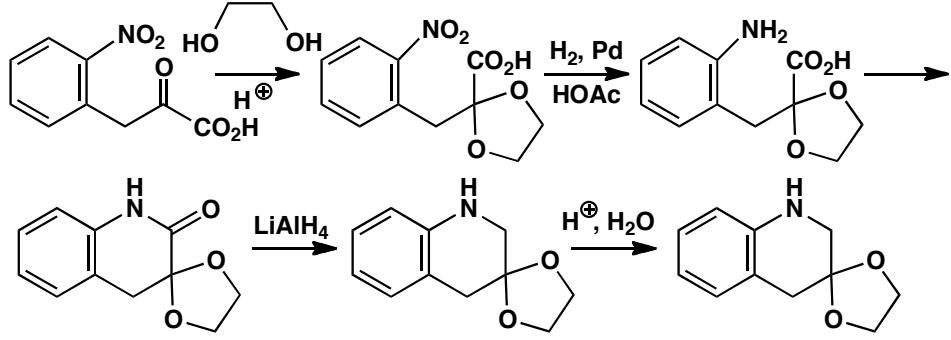 NO₂ O CO₂H
HO OH
H⊕
NO₂ CO₂H O O
H₂, Pd
HOAc
NH₂ CO₂H O O
H N O O O
LiAlH₄
H N O O
H⊕, H₂O
H N O O